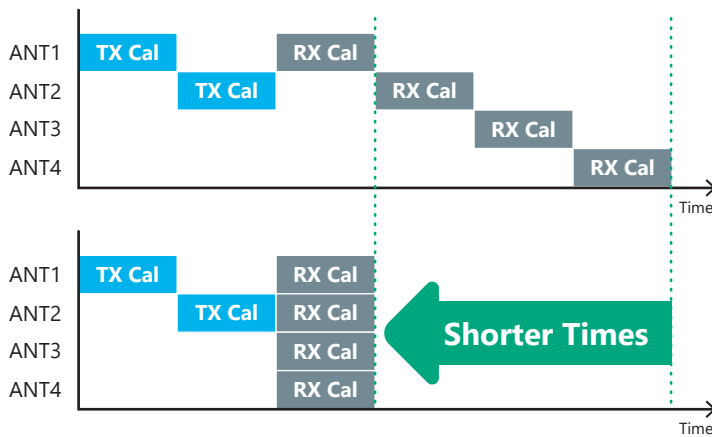 ANT1 TX Cal RX Cal
ANT2 TX Cal RX Cal
ANT3 RX Cal
ANT4 RX Cal
Time
ANT1 TX Cal RX Cal
ANT2 TX Cal RX Cal
ANT3 RX Cal
ANT4 RX Cal
Shorter Times
Time